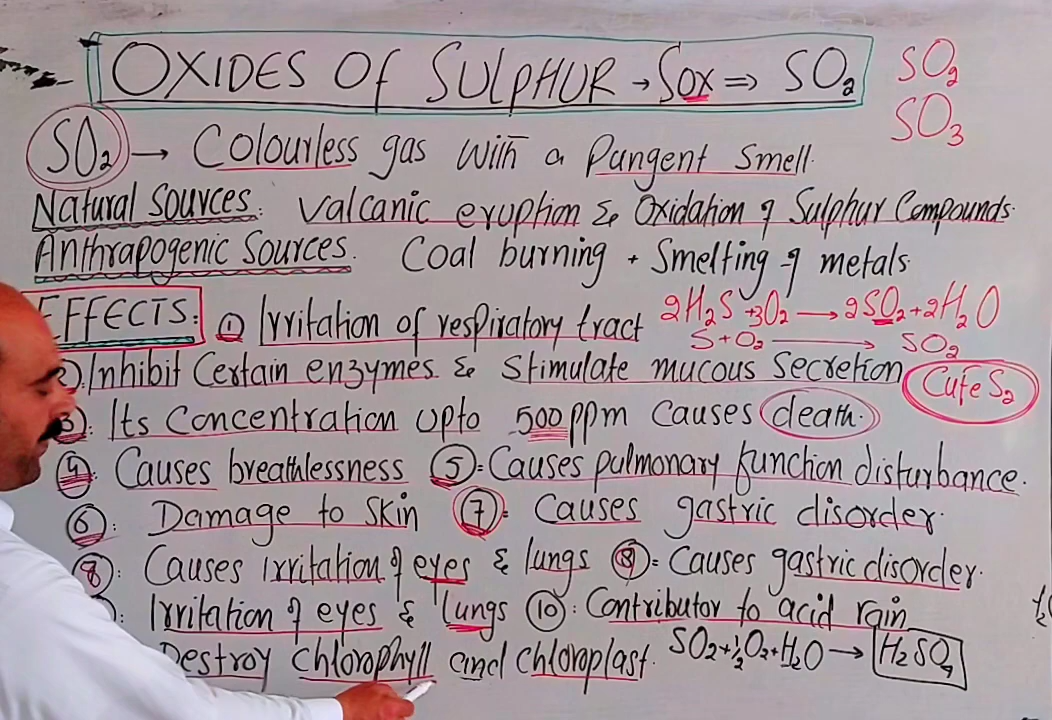 OXIDES Of SULPHUR → SOX ⇒ SO₂
SO₂
SO₃
SO₂ → Colourless gas with a Pangent smell.
Natural Sources: Valcanic eruption & Oxidation of Sulphur Compounds.
Anthrapogenic Sources. Coal burning + Smelting of metals
EFFECTS: ① Irritation of respiratory tract 2H₂S + 3O₂ → 2SO₂ + 2H₂O
S + O₂ → SO₂
②. Inhibit Certain enzymes & Stimulate mucous Secretion CuFeS₂
③. Its Concentration upto 500ppm causes death.
④: Causes breathlessness ⑤: Causes pulmonary function disturbance.
⑥: Damage to skin ⑦: Causes gastric disorder.
⑧: Causes irritation of eyes & lungs ⑨: Causes gastric disorder.
: Irritation of eyes & lungs ⑩: Contributor to acid rain
Destroy chlorophyll and chloroplast. SO₂ + ½O₂ + H₂O → H₂SO₄